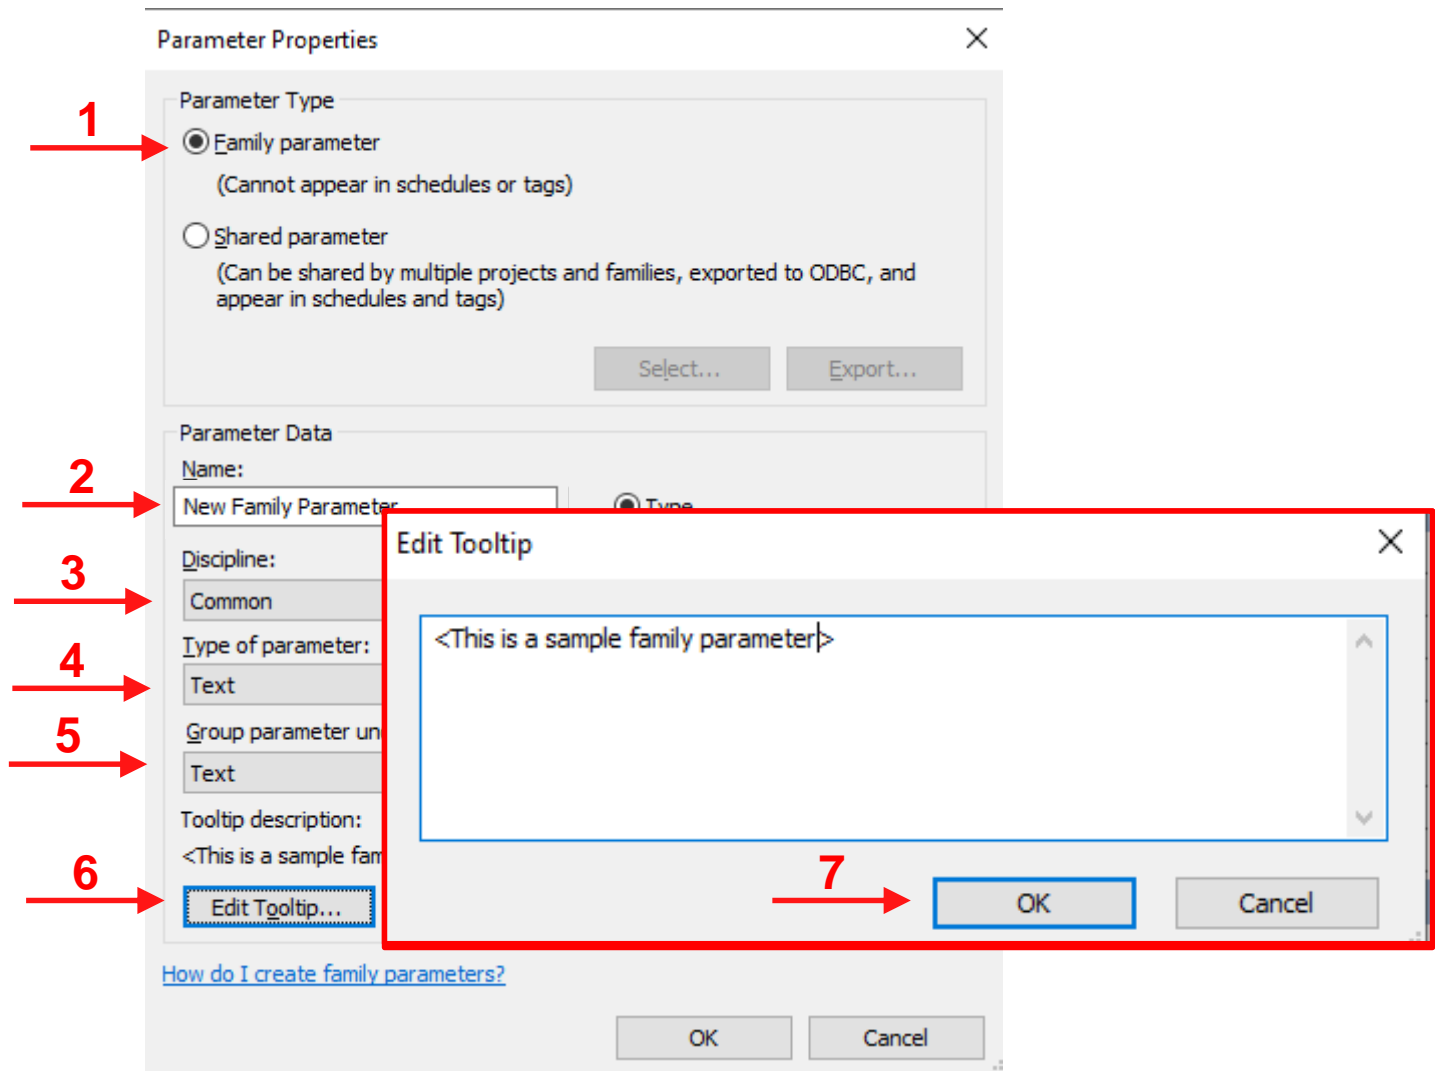 Parameter Properties
Parameter Type
1
Family parameter
(Cannot appear in schedules or tags)
Shared parameter
(Can be shared by multiple projects and families, exported to ODBC, and
appear in schedules and tags)
Select...
Export...
Parameter Data
Name:
2
New Family Parameter
Type
Discipline:
3
Common
Type of parameter:
4
Text
Group parameter un
5
Text
Tooltip description:
<This is a sample fam
6
Edit Tooltip...
Edit Tooltip
<This is a sample family parameter>
7
OK
Cancel
How do I create family parameters?
OK
Cancel